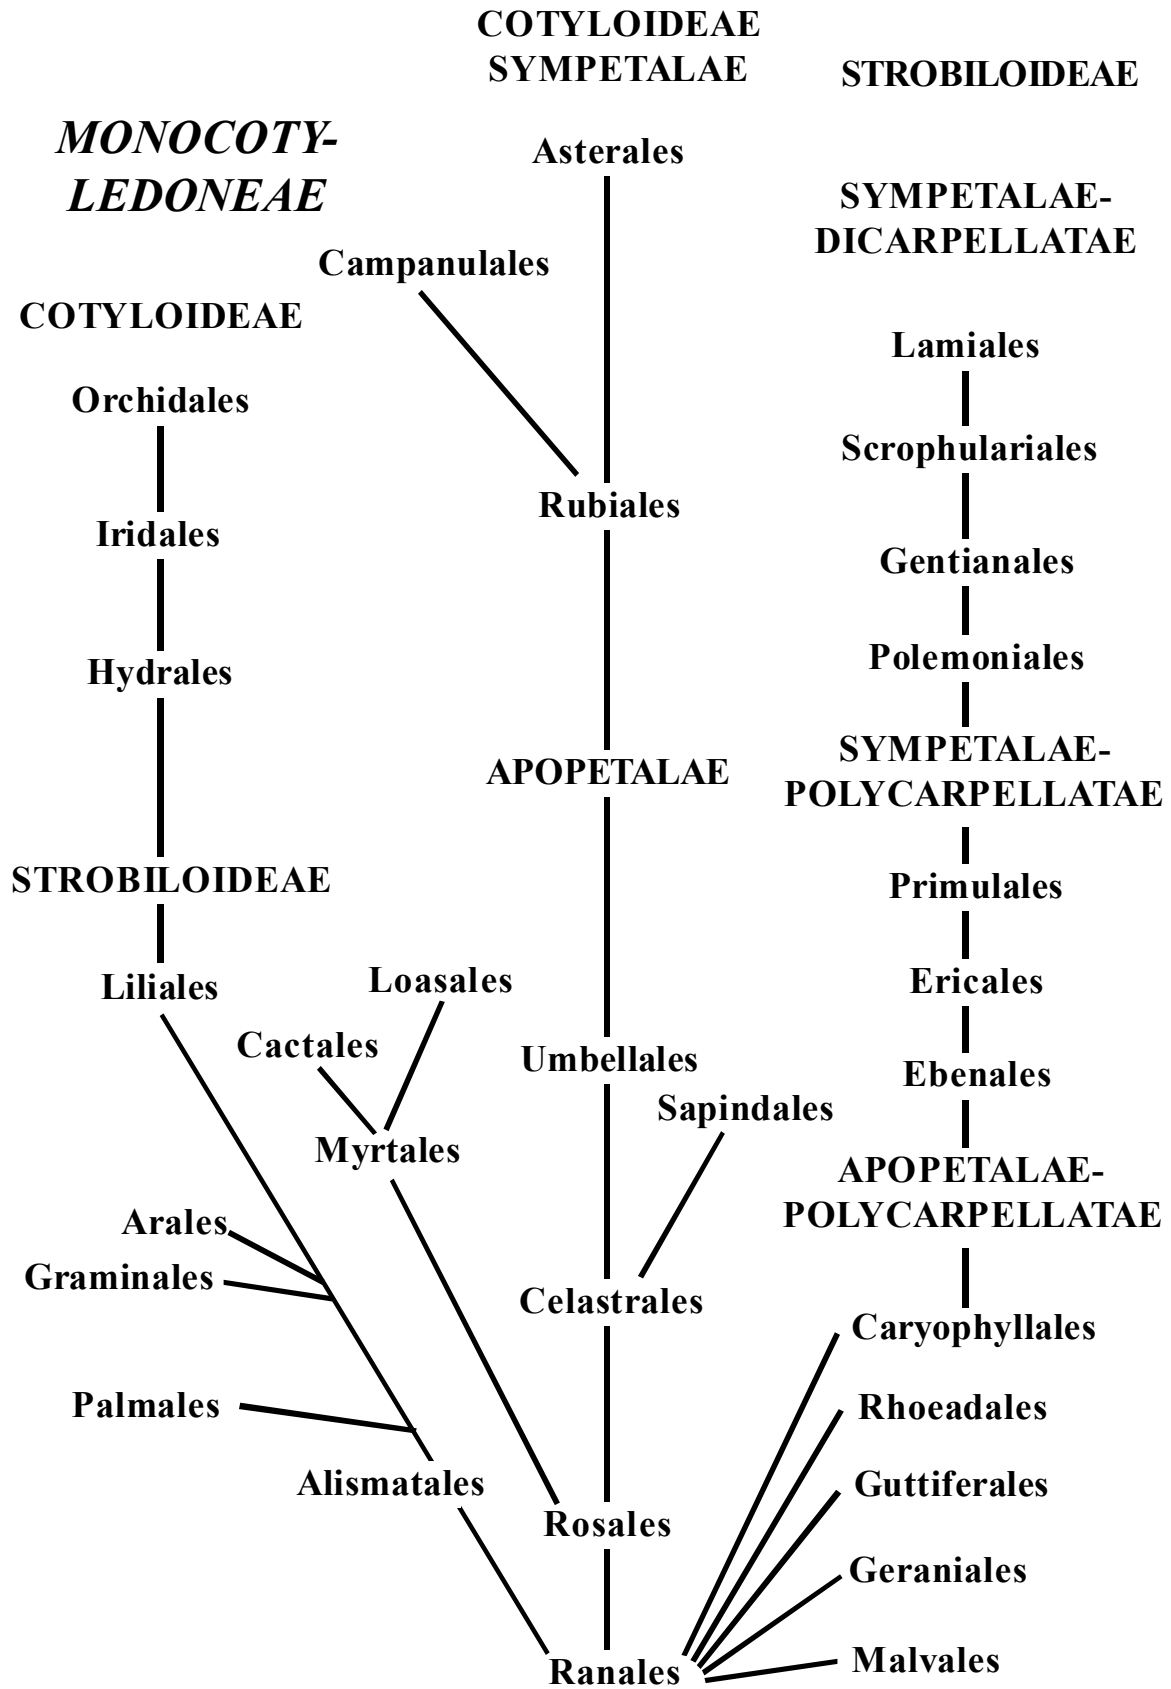 COTYLOIDEAE
SYMPETALAE
STROBILOIDEAE
MONOCOTY-
LEDONEAE
Asterales
SYMPETALAE-
DICARPELLATAE
Campanulales
COTYLOIDEAE
Lamiales
Orchidales
Scrophulariales
Rubiales
Iridales
Gentianales
Polemoniales
Hydrales
SYMPETALAE-
POLYCARPELLATAE
APOPETALAE
STROBILOIDEAE
Primulales
Liliales
Loasales
Ericales
Cactales
Umbellales
Ebenales
Sapindales
Myrtales
APOPETALAE-
POLYCARPELLATAE
Arales
Graminales
Celastrales
Caryophyllales
Palmales
Rhoeadales
Alismatales
Guttiferales
Rosales
Geraniales
Ranales
Malvales